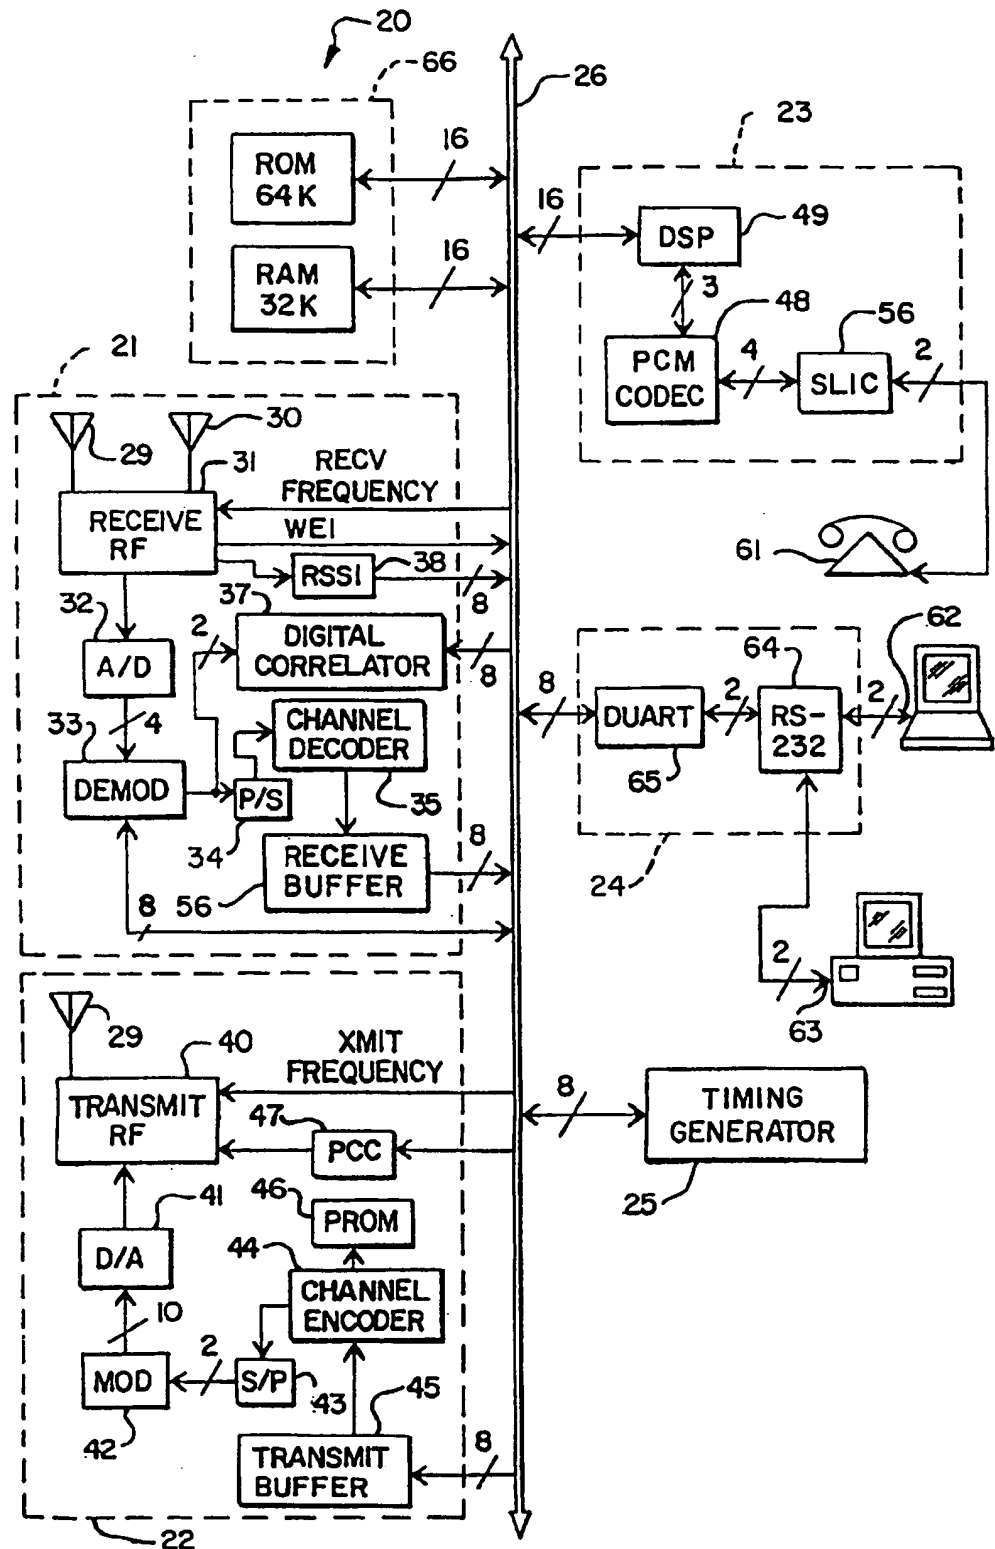 20
66
26
23
ROM
64K
16
RAM
32K
16
16
DSP
49
3
48
56
PCM
CODEC
4
SLIC
2
21
29
30
31
RECV
FREQUENCY
RECEIVE
RF
WEI
RSSI
38
8
61
32
A/D
2
37
DIGITAL
CORRELATOR
8
64
62
8
DUART
2
RS-
232
2
65
33
4
DEMOD
CHANNEL
DECODER
P/S
34
35
RECEIVE
BUFFER
8
56
8
24
2
63
29
40
XMIT
FREQUENCY
TRANSMIT
RF
47
PCC
8
TIMING
GENERATOR
25
41
D/A
46
PROM
44
CHANNEL
ENCODER
10
MOD
2
S/P
43
42
45
TRANSMIT
BUFFER
8
22